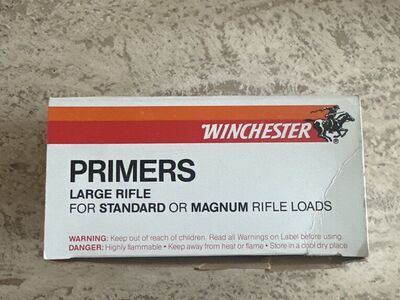 WINCHESTER®
PRIMERS
LARGE RIFLE
FOR STANDARD OR MAGNUM RIFLE LOADS
WARNING: Keep out of reach of children. Read all Warnings on Label before using.
DANGER: Highly flammable • Keep away from heat or flame • Store in a cool dry place